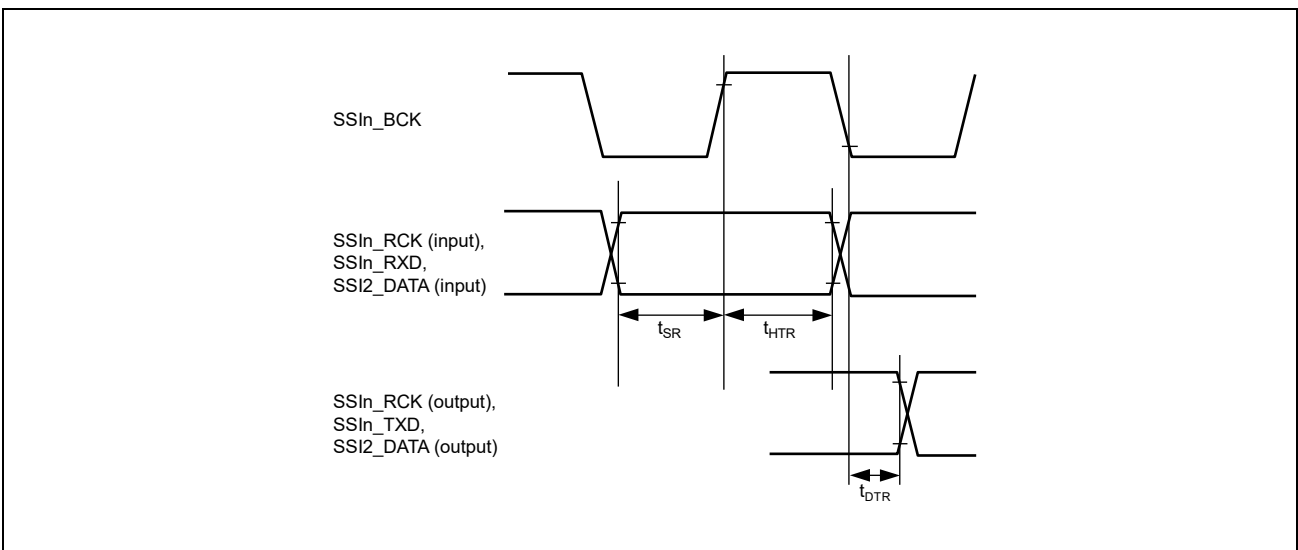 SSIn_BCK
SSIn_RCK (input),
SSIn_RXD,
SSI2_DATA (input)
tSR
tHTR
SSIn_RCK (output),
SSIn_TXD,
SSI2_DATA (output)
tDTR